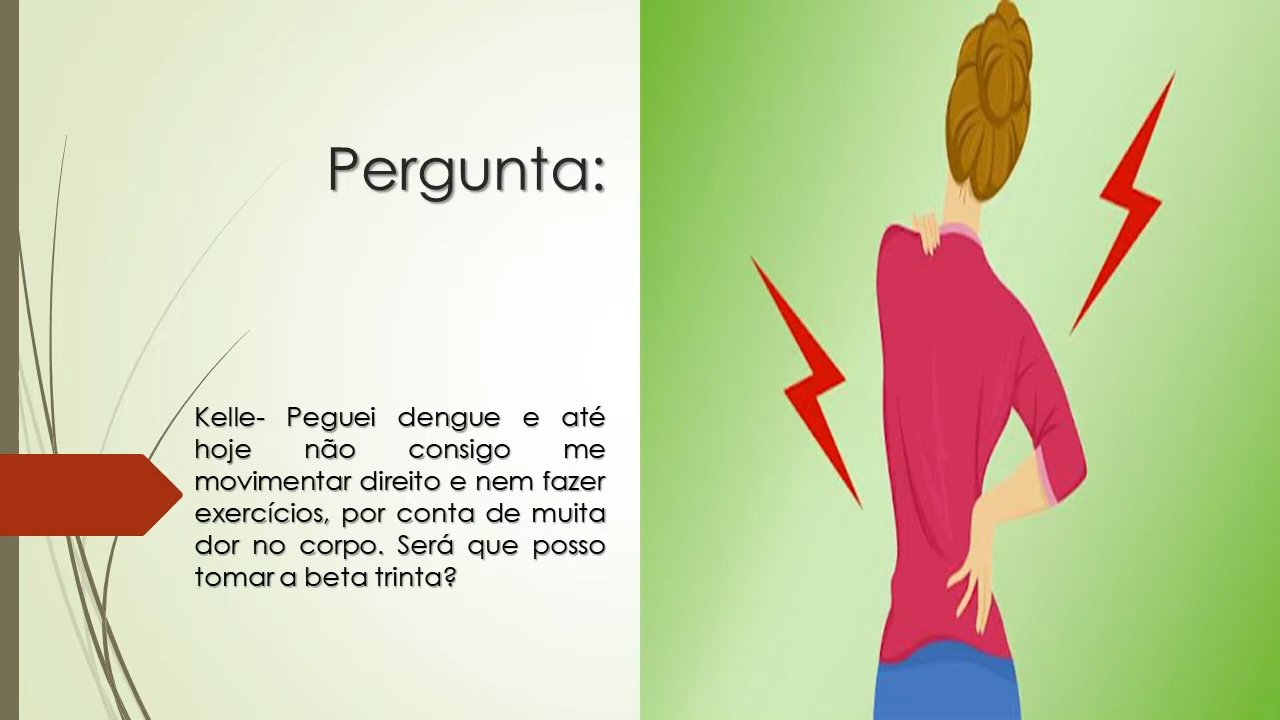 Pergunta:
Kelle- Peguei dengue e até
hoje não consigo me
movimentar direito e nem fazer
exercícios, por conta de muita
dor no corpo. Será que posso
tomar a beta trinta?